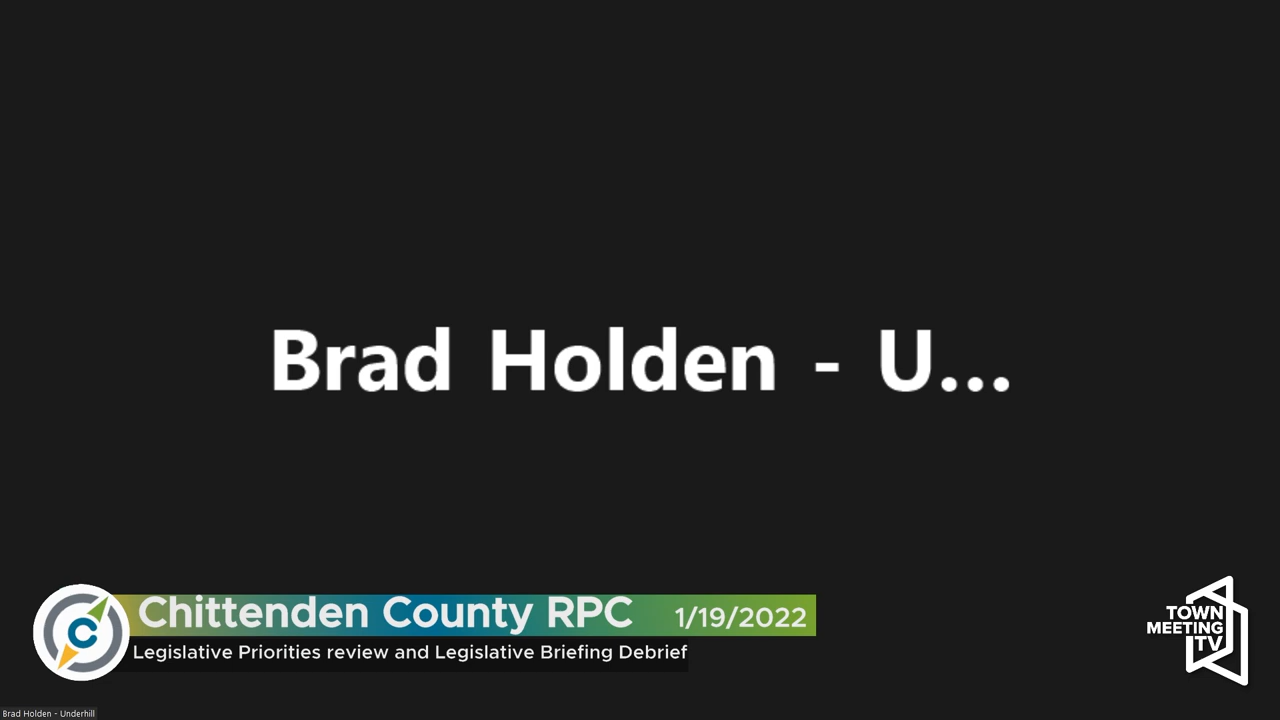 Brad Holden - U...
C
Chittenden County RPC 1/19/2022
Legislative Priorities review and Legislative Briefing Debrief
TOWN
MEETING
TV
Brad Holden - Underhill